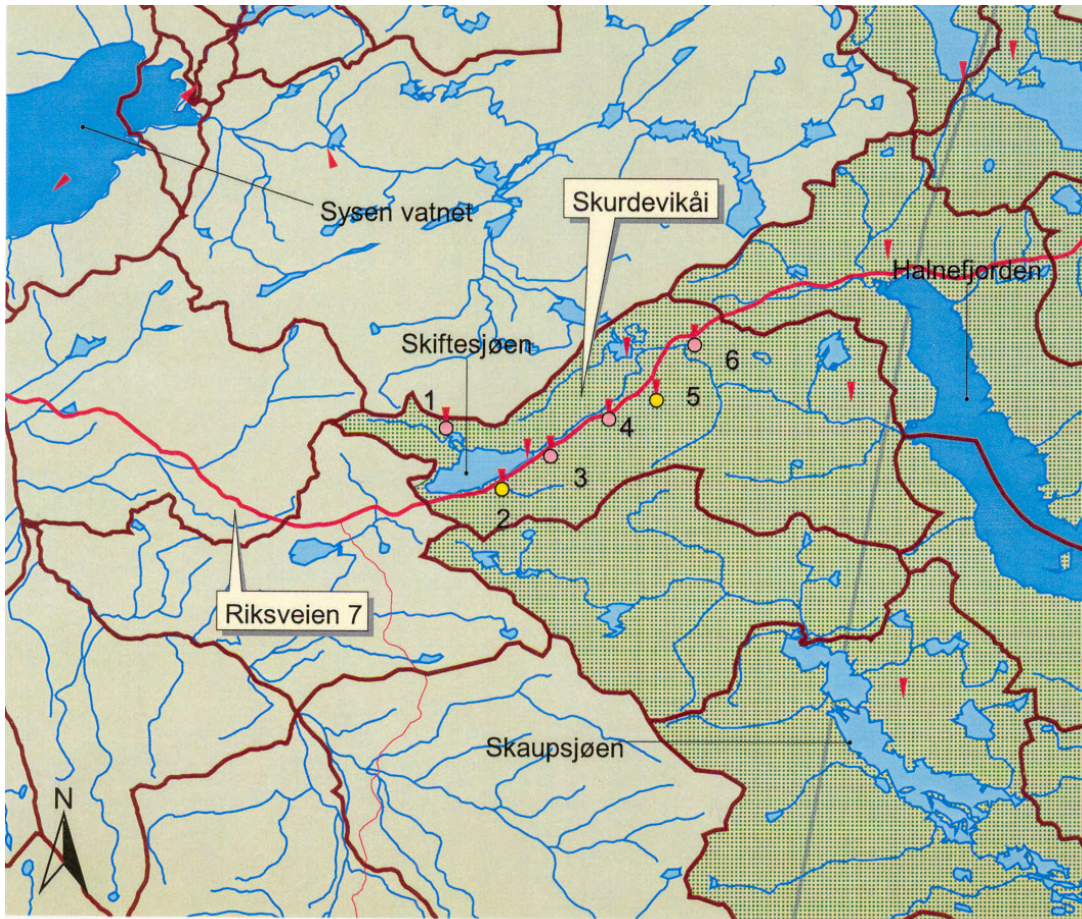 Skurdevikåi
Sysen vatnet
Halnefjorden
Skiftesjøen
6
1
5
4
3
2
Riksveien 7
Skaupsjøen
N